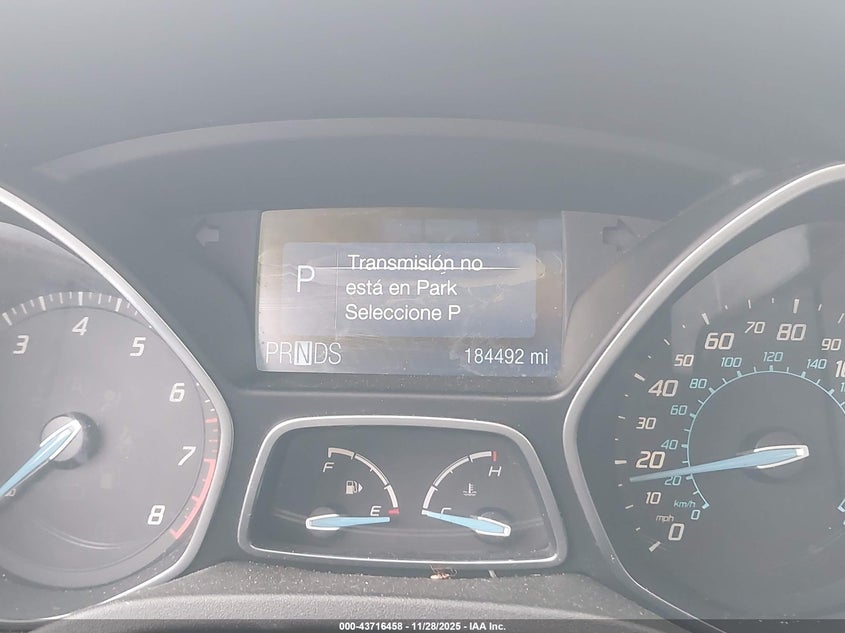 P
Transmisión no
está en Park
Seleccione P
PRNDS
184492 mi
3
4
5
6
7
8
F
E
H
C
0
10
20
30
40
50
60
70
80
90
mph
0
20
40
60
80
100
120
140
km/h
000-43716458 - 11/28/2025 - IAA Inc.